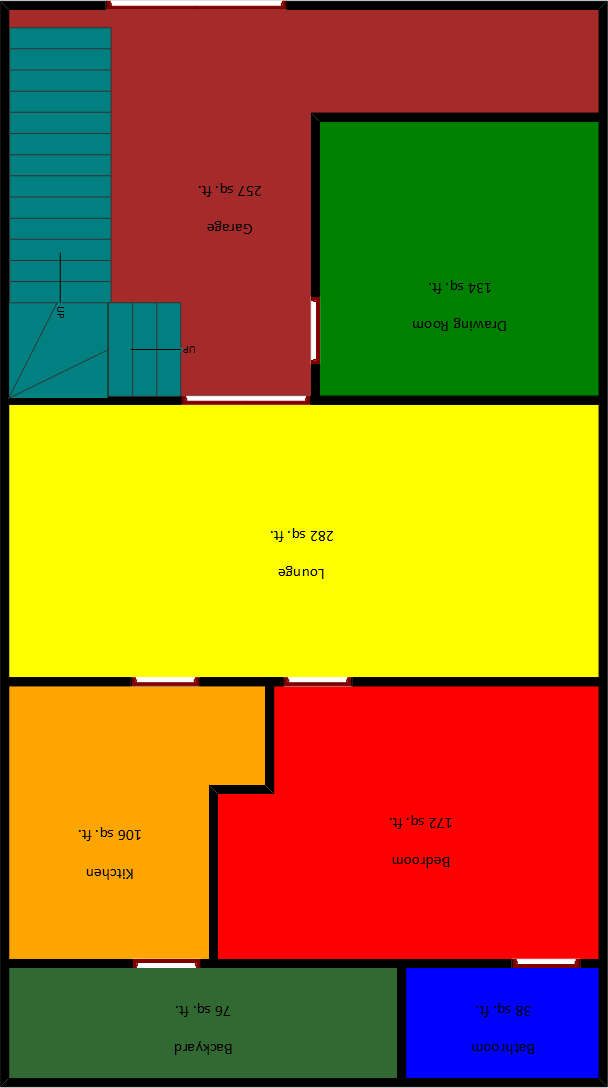 Garage
257 sq. ft.
Drawing Room
134 sq. ft.
UP
UP
Lounge
282 sq. ft.
Kitchen
106 sq. ft.
Bedroom
172 sq. ft.
Backyard
76 sq. ft.
Bathroom
38 sq. ft.